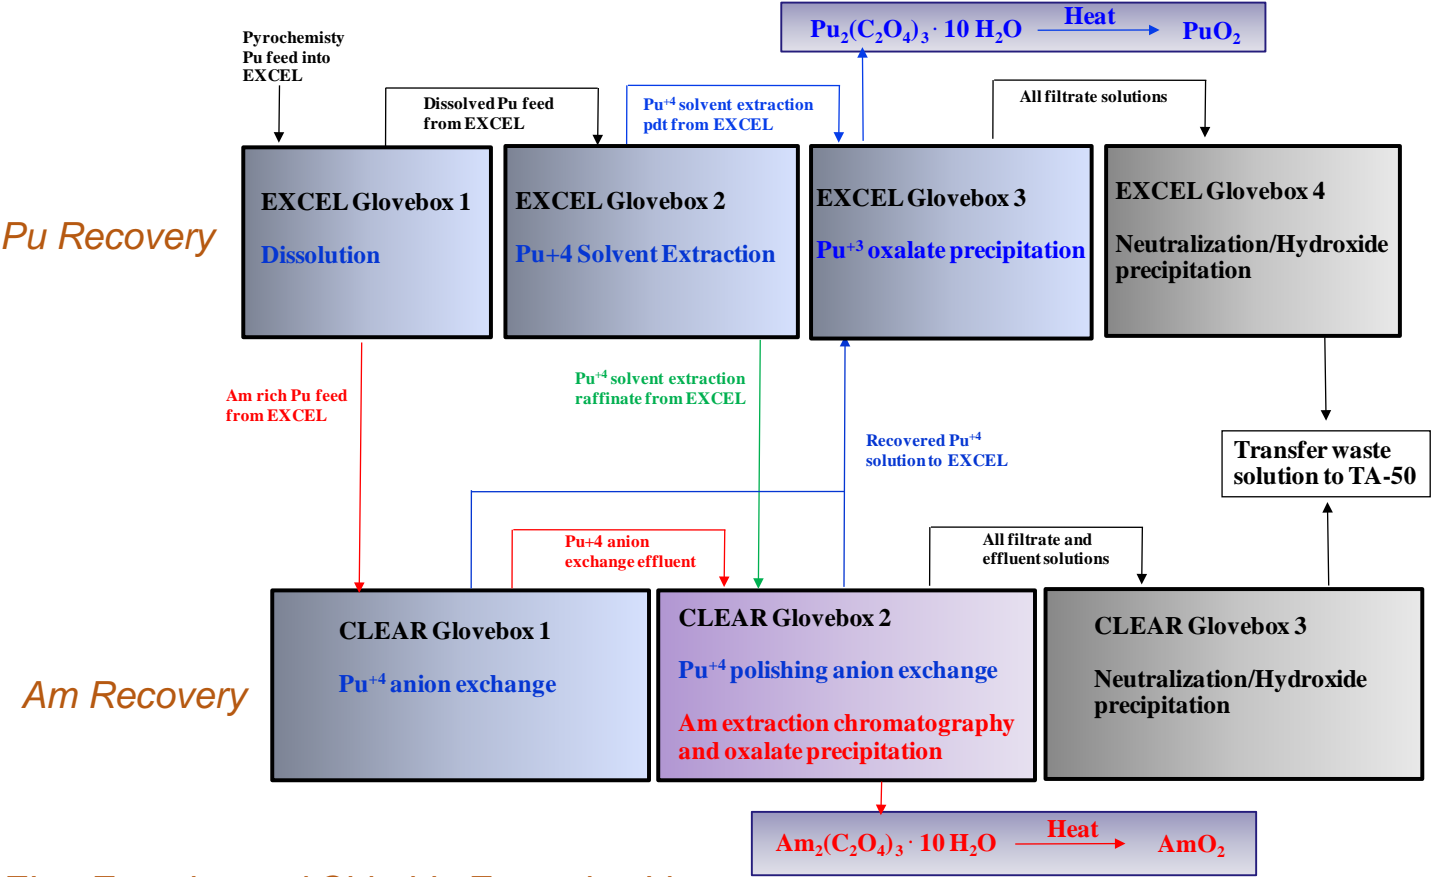 Pu₂(C₂O₄)₃ · 10 H₂O Heat PuO₂
Pyrochemisty
Pu feed into
EXCEL
Dissolved Pu feed
from EXCEL
Pu⁺⁴ solvent extraction
pdt from EXCEL
All filtrate solutions
Pu Recovery
EXCEL Glovebox 1
Dissolution
EXCEL Glovebox 2
Pu+4 Solvent Extraction
EXCEL Glovebox 3
Pu⁺³ oxalate precipitation
EXCEL Glovebox 4
Neutralization/Hydroxide
precipitation
Am rich Pu feed
from EXCEL
Pu⁺⁴ solvent extraction
raffinate from EXCEL
Recovered Pu⁺⁴
solution to EXCEL
Transfer waste
solution to TA-50
Pu+4 anion
exchange effluent
All filtrate and
effluent solutions
Am Recovery
CLEAR Glovebox 1
Pu⁺⁴ anion exchange
CLEAR Glovebox 2
Pu⁺⁴ polishing anion exchange
Am extraction chromatography
and oxalate precipitation
CLEAR Glovebox 3
Neutralization/Hydroxide
precipitation
Am₂(C₂O₄)₃ · 10 H₂O Heat AmO₂